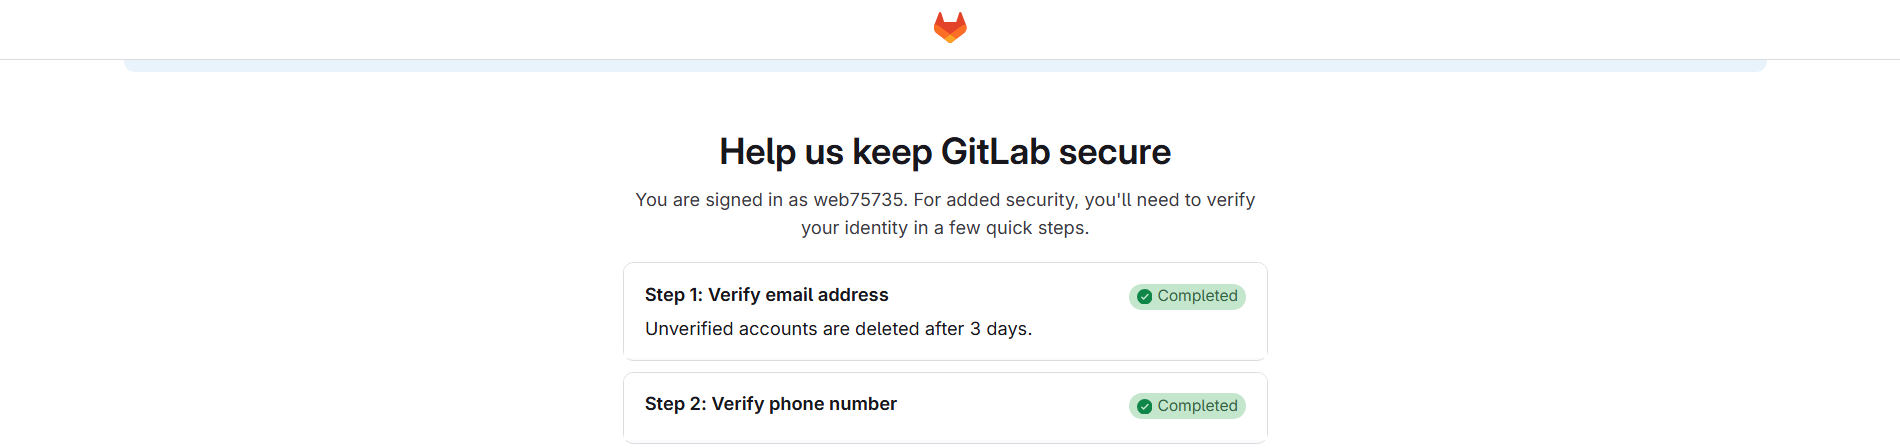 Help us keep GitLab secure
You are signed in as web75735. For added security, you'll need to verify
your identity in a few quick steps.
Step 1: Verify email address
Completed
Unverified accounts are deleted after 3 days.
Step 2: Verify phone number
Completed